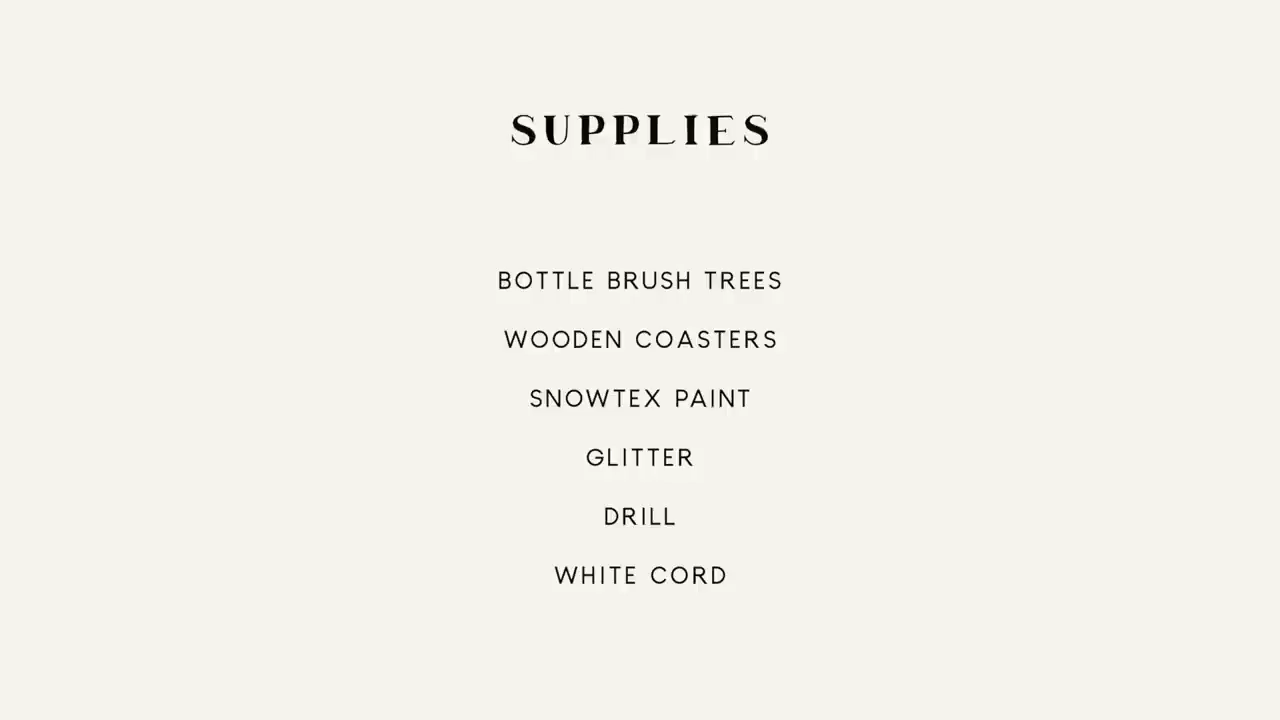 SUPPLIES
BOTTLE BRUSH TREES
WOODEN COASTERS
SNOWTEX PAINT
GLITTER
DRILL
WHITE CORD